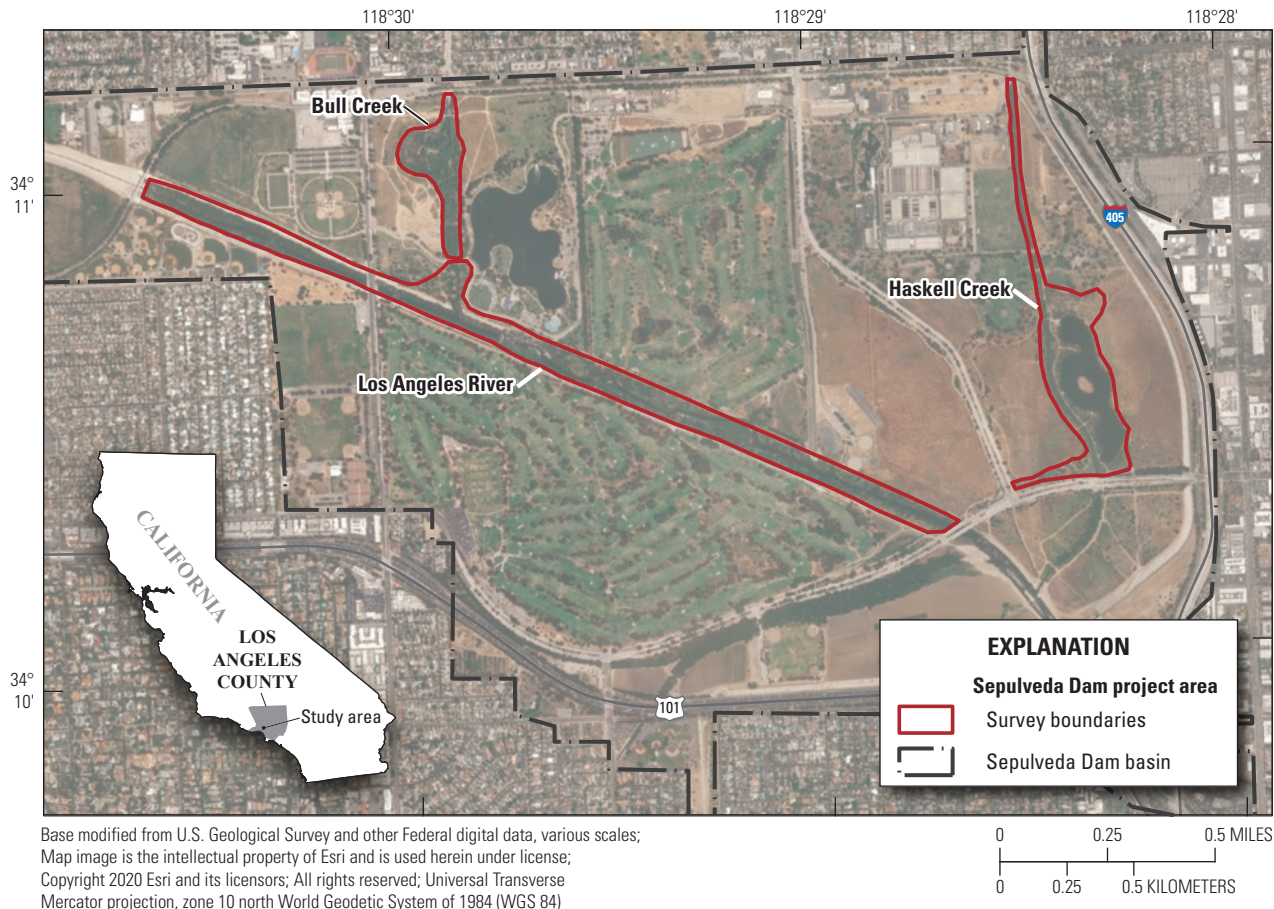 118°30'
118°29'
118°28'
Bull Creek
34°
11'
405
Haskell Creek
Los Angeles River
CALIFORNIA
LOS
ANGELES
COUNTY
Study area
34°
10'
101
EXPLANATION
Sepulveda Dam project area
Survey boundaries
Sepulveda Dam basin
Base modified from U.S. Geological Survey and other Federal digital data, various scales;
Map image is the intellectual property of Esri and is used herein under license;
Copyright 2020 Esri and its licensors; All rights reserved; Universal Transverse
Mercator projection, zone 10 north World Geodetic System of 1984 (WGS 84)
0 0.25 0.5 MILES
0 0.25 0.5 KILOMETERS